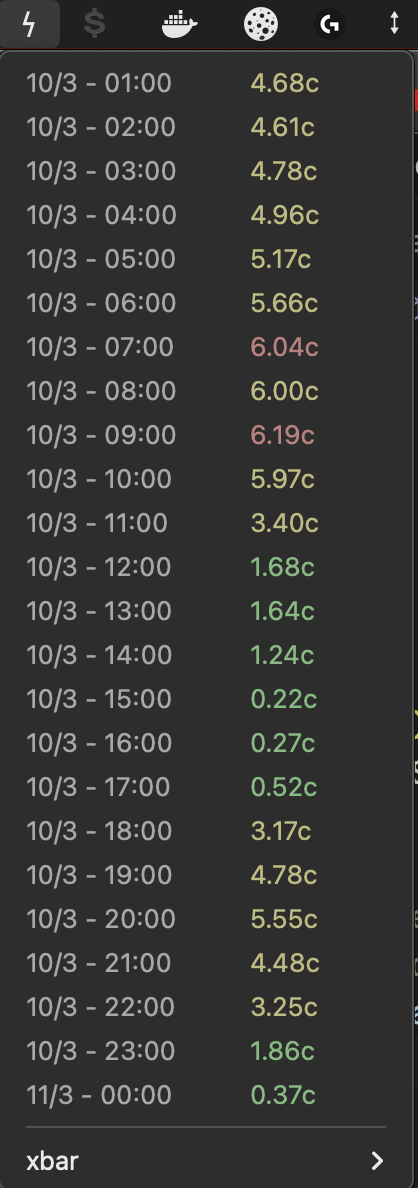 10/3 - 01:00 4.68c
10/3 - 02:00 4.61c
10/3 - 03:00 4.78c
10/3 - 04:00 4.96c
10/3 - 05:00 5.17c
10/3 - 06:00 5.66c
10/3 - 07:00 6.04c
10/3 - 08:00 6.00c
10/3 - 09:00 6.19c
10/3 - 10:00 5.97c
10/3 - 11:00 3.40c
10/3 - 12:00 1.68c
10/3 - 13:00 1.64c
10/3 - 14:00 1.24c
10/3 - 15:00 0.22c
10/3 - 16:00 0.27c
10/3 - 17:00 0.52c
10/3 - 18:00 3.17c
10/3 - 19:00 4.78c
10/3 - 20:00 5.55c
10/3 - 21:00 4.48c
10/3 - 22:00 3.25c
10/3 - 23:00 1.86c
11/3 - 00:00 0.37c
xbar